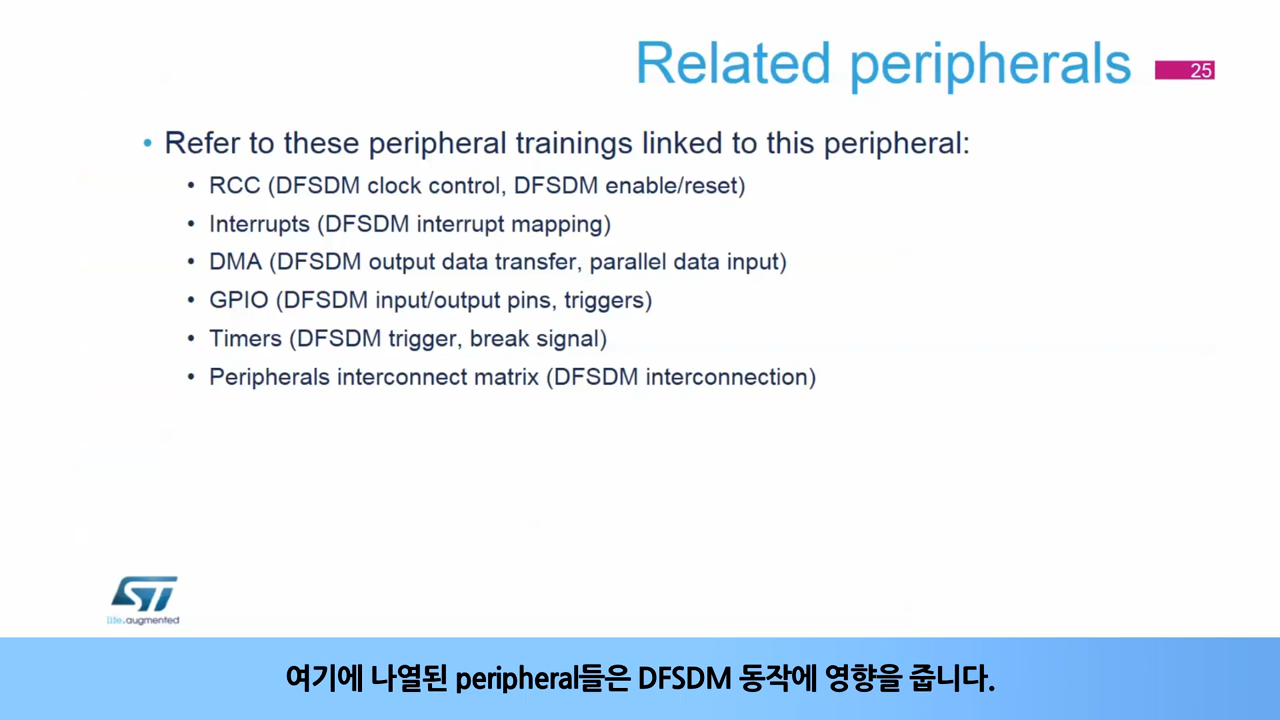 Related peripherals
25
• Refer to these peripheral trainings linked to this peripheral:
• RCC (DFSDM clock control, DFSDM enable/reset)
• Interrupts (DFSDM interrupt mapping)
• DMA (DFSDM output data transfer, parallel data input)
• GPIO (DFSDM input/output pins, triggers)
• Timers (DFSDM trigger, break signal)
• Peripherals interconnect matrix (DFSDM interconnection)
ST
life.augmented
여기에 나열된 peripheral들은 DFSDM 동작에 영향을 줍니다.